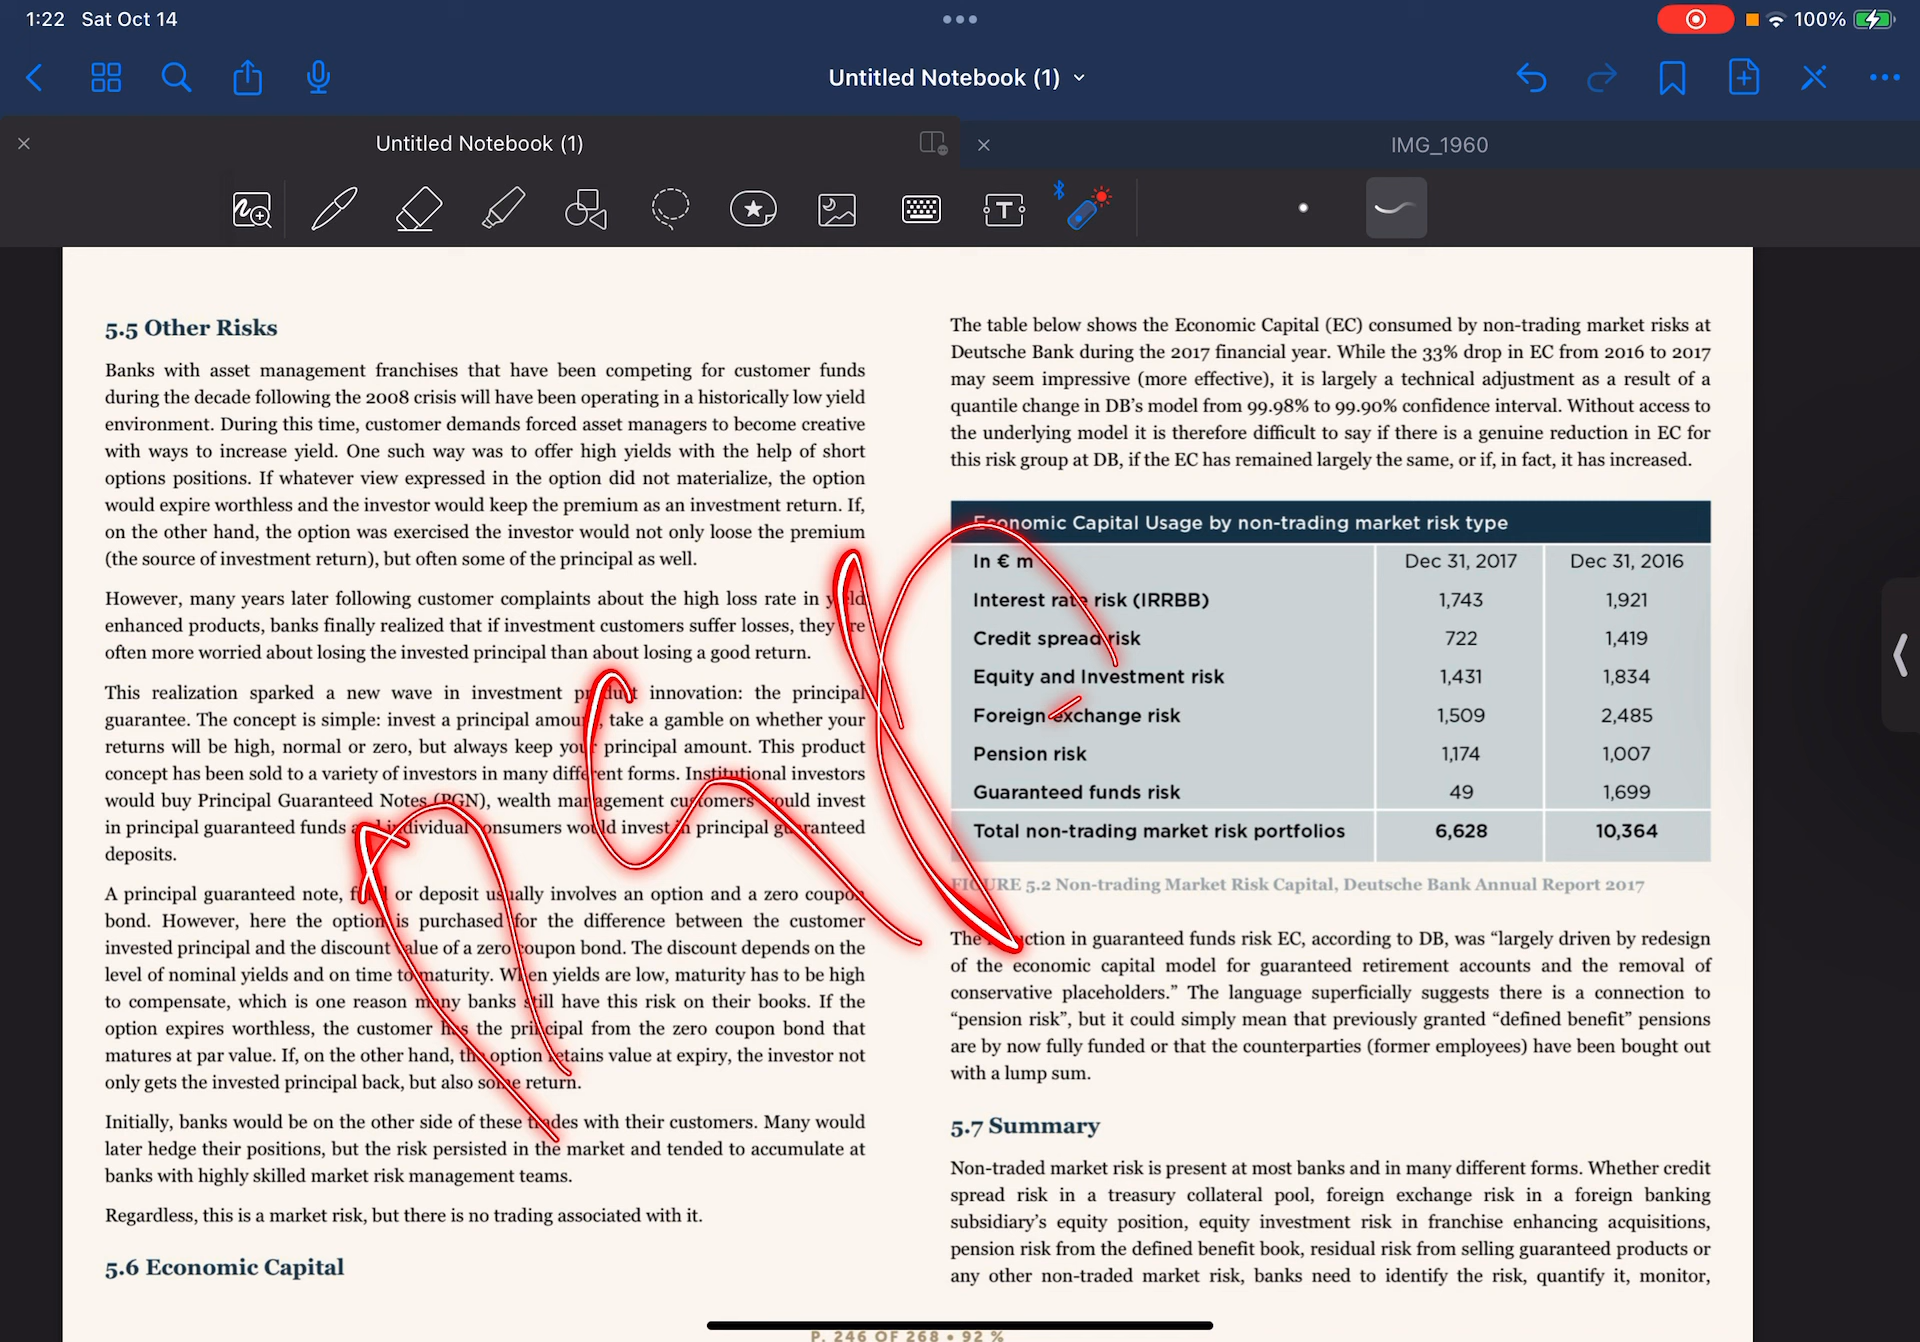 1:22 Sat Oct 14
100%
Untitled Notebook (1)
Untitled Notebook (1)
IMG_1960
T
5.5 Other Risks
Banks with asset management franchises that have been competing for customer funds
during the decade following the 2008 crisis will have been operating in a historically low yield
environment. During this time, customer demands forced asset managers to become creative
with ways to increase yield. One such way was to offer high yields with the help of short
options positions. If whatever view expressed in the option did not materialize, the option
would expire worthless and the investor would keep the premium as an investment return. If,
on the other hand, the option was exercised the investor would not only loose the premium
(the source of investment return), but often some of the principal as well.
However, many years later following customer complaints about the high loss rate in yield
enhanced products, banks finally realized that if investment customers suffer losses, they are
often more worried about losing the invested principal than about losing a good return.
This realization sparked a new wave in investment product innovation: the principal
guarantee. The concept is simple: invest a principal amount, take a gamble on whether your
returns will be high, normal or zero, but always keep your principal amount. This product
concept has been sold to a variety of investors in many different forms. Institutional investors
would buy Principal Guaranteed Notes (PGN), wealth management customers would invest
in principal guaranteed funds and individual consumers would invest in principal guaranteed
deposits.
A principal guaranteed note, fund or deposit usually involves an option and a zero coupon
bond. However, here the option is purchased for the difference between the customer
invested principal and the discount value of a zero coupon bond. The discount depends on the
level of nominal yields and on time to maturity. When yields are low, maturity has to be high
to compensate, which is one reason many banks still have this risk on their books. If the
option expires worthless, the customer has the principal from the zero coupon bond that
matures at par value. If, on the other hand, the option retains value at expiry, the investor not
only gets the invested principal back, but also some return.
Initially, banks would be on the other side of these trades with their customers. Many would
later hedge their positions, but the risk persisted in the market and tended to accumulate at
banks with highly skilled market risk management teams.
Regardless, this is a market risk, but there is no trading associated with it.
5.6 Economic Capital
The table below shows the Economic Capital (EC) consumed by non-trading market risks at
Deutsche Bank during the 2017 financial year. While the 33% drop in EC from 2016 to 2017
may seem impressive (more effective), it is largely a technical adjustment as a result of a
quantile change in DB's model from 99.98% to 99.90% confidence interval. Without access to
the underlying model it is therefore difficult to say if there is a genuine reduction in EC for
this risk group at DB, if the EC has remained largely the same, or if, in fact, it has increased.
Economic Capital Usage by non-trading market risk type
In € m Dec 31, 2017 Dec 31, 2016
Interest rate risk (IRRBB) 1,743 1,921
Credit spread risk 722 1,419
Equity and Investment risk 1,431 1,834
Foreign exchange risk 1,509 2,485
Pension risk 1,174 1,007
Guaranteed funds risk 49 1,699
Total non-trading market risk portfolios 6,628 10,364
FIGURE 5.2 Non-trading Market Risk Capital, Deutsche Bank Annual Report 2017
The reduction in guaranteed funds risk EC, according to DB, was “largely driven by redesign
of the economic capital model for guaranteed retirement accounts and the removal of
conservative placeholders.” The language superficially suggests there is a connection to
“pension risk”, but it could simply mean that previously granted “defined benefit” pensions
are by now fully funded or that the counterparties (former employees) have been bought out
with a lump sum.
5.7 Summary
Non-traded market risk is present at most banks and in many different forms. Whether credit
spread risk in a treasury collateral pool, foreign exchange risk in a foreign banking
subsidiary's equity position, equity investment risk in franchise enhancing acquisitions,
pension risk from the defined benefit book, residual risk from selling guaranteed products or
any other non-traded market risk, banks need to identify the risk, quantify it, monitor,
P. 246 OF 268 • 92 %